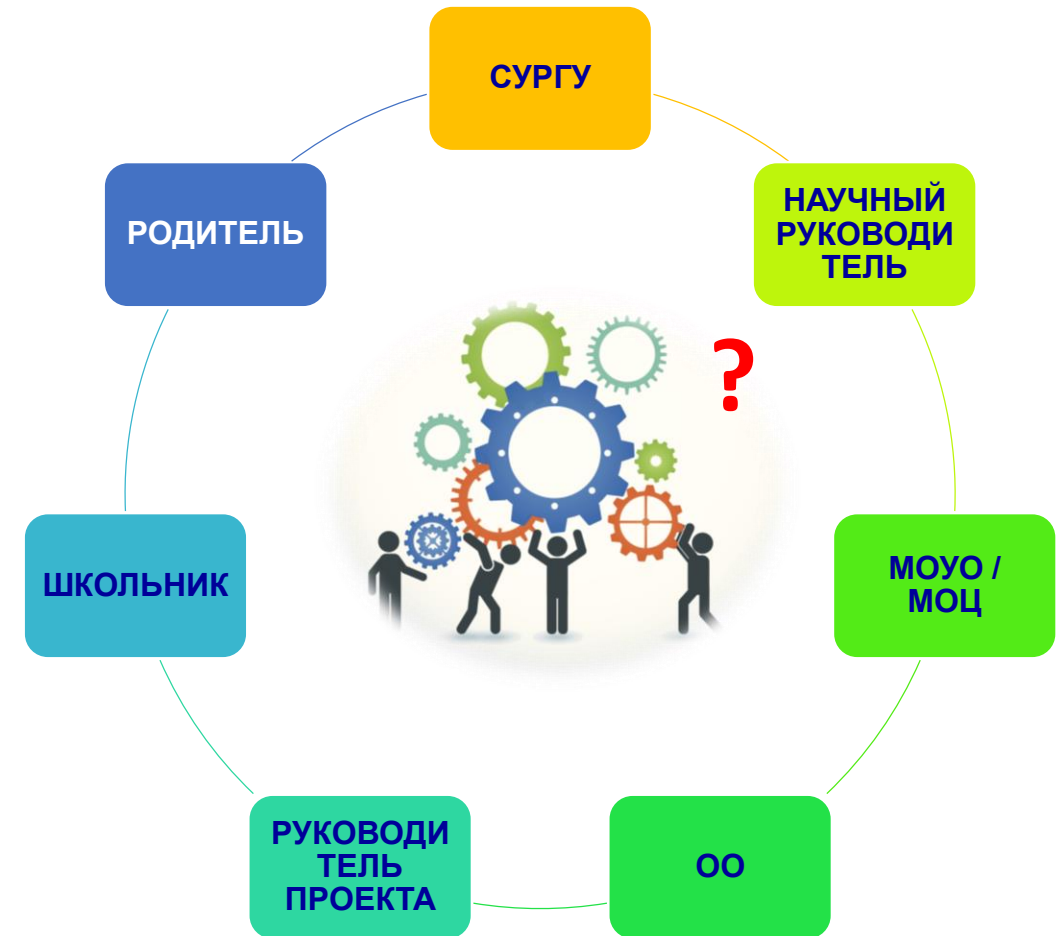 СУРГУ
НАУЧНЫЙ
РУКОВОДИ
ТЕЛЬ
МОУО /
МОЦ
ОО
РУКОВОДИ
ТЕЛЬ
ПРОЕКТА
ШКОЛЬНИК
РОДИТЕЛЬ
?